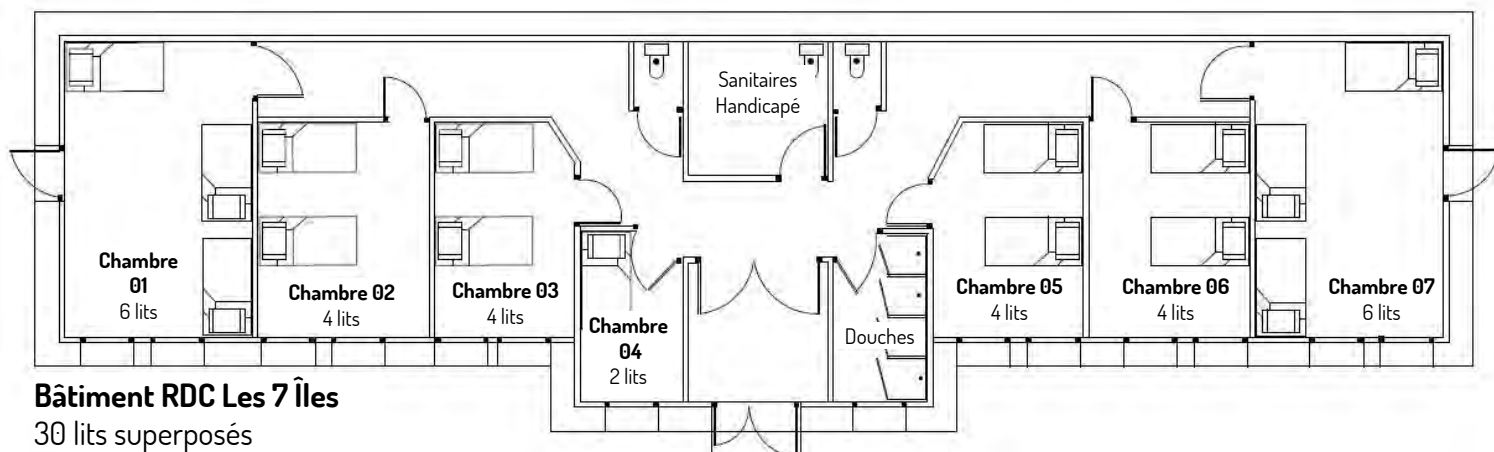 Sanitaires
Handicapé
Chambre
01
6 lits
Chambre 02
4 lits
Chambre 03
4 lits
Chambre
04
2 lits
Douches
Chambre 05
4 lits
Chambre 06
4 lits
Chambre 07
6 lits
Bâtiment RDC Les 7 Îles
30 lits superposés